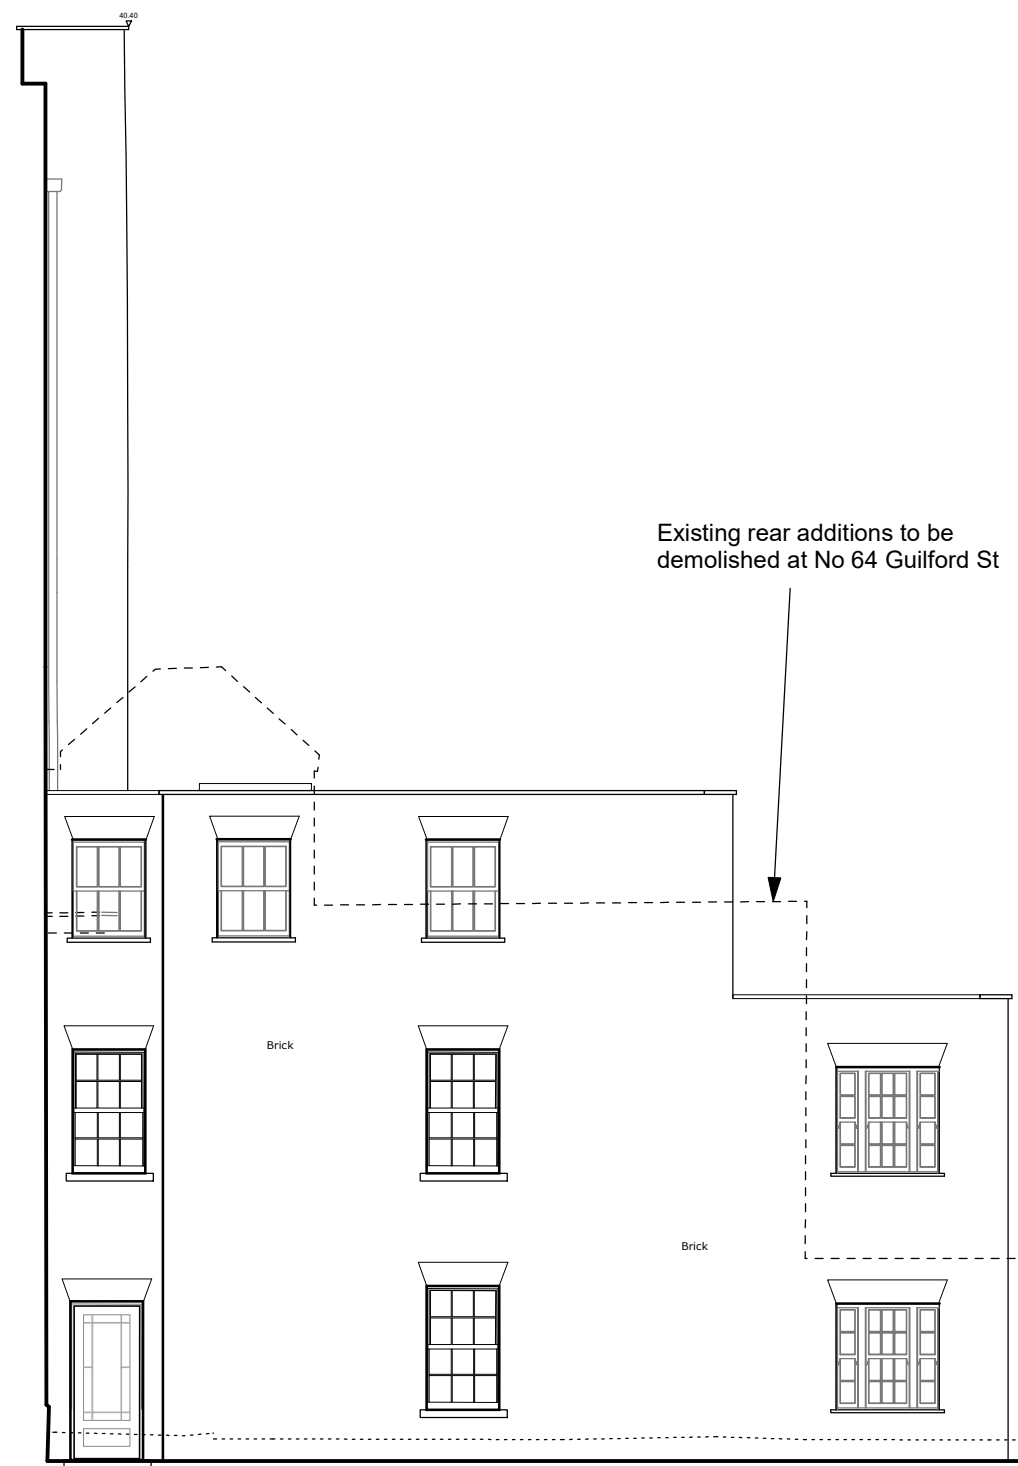 40.40
Existing rear additions to be
demolished at No 64 Guilford St
Brick
Brick